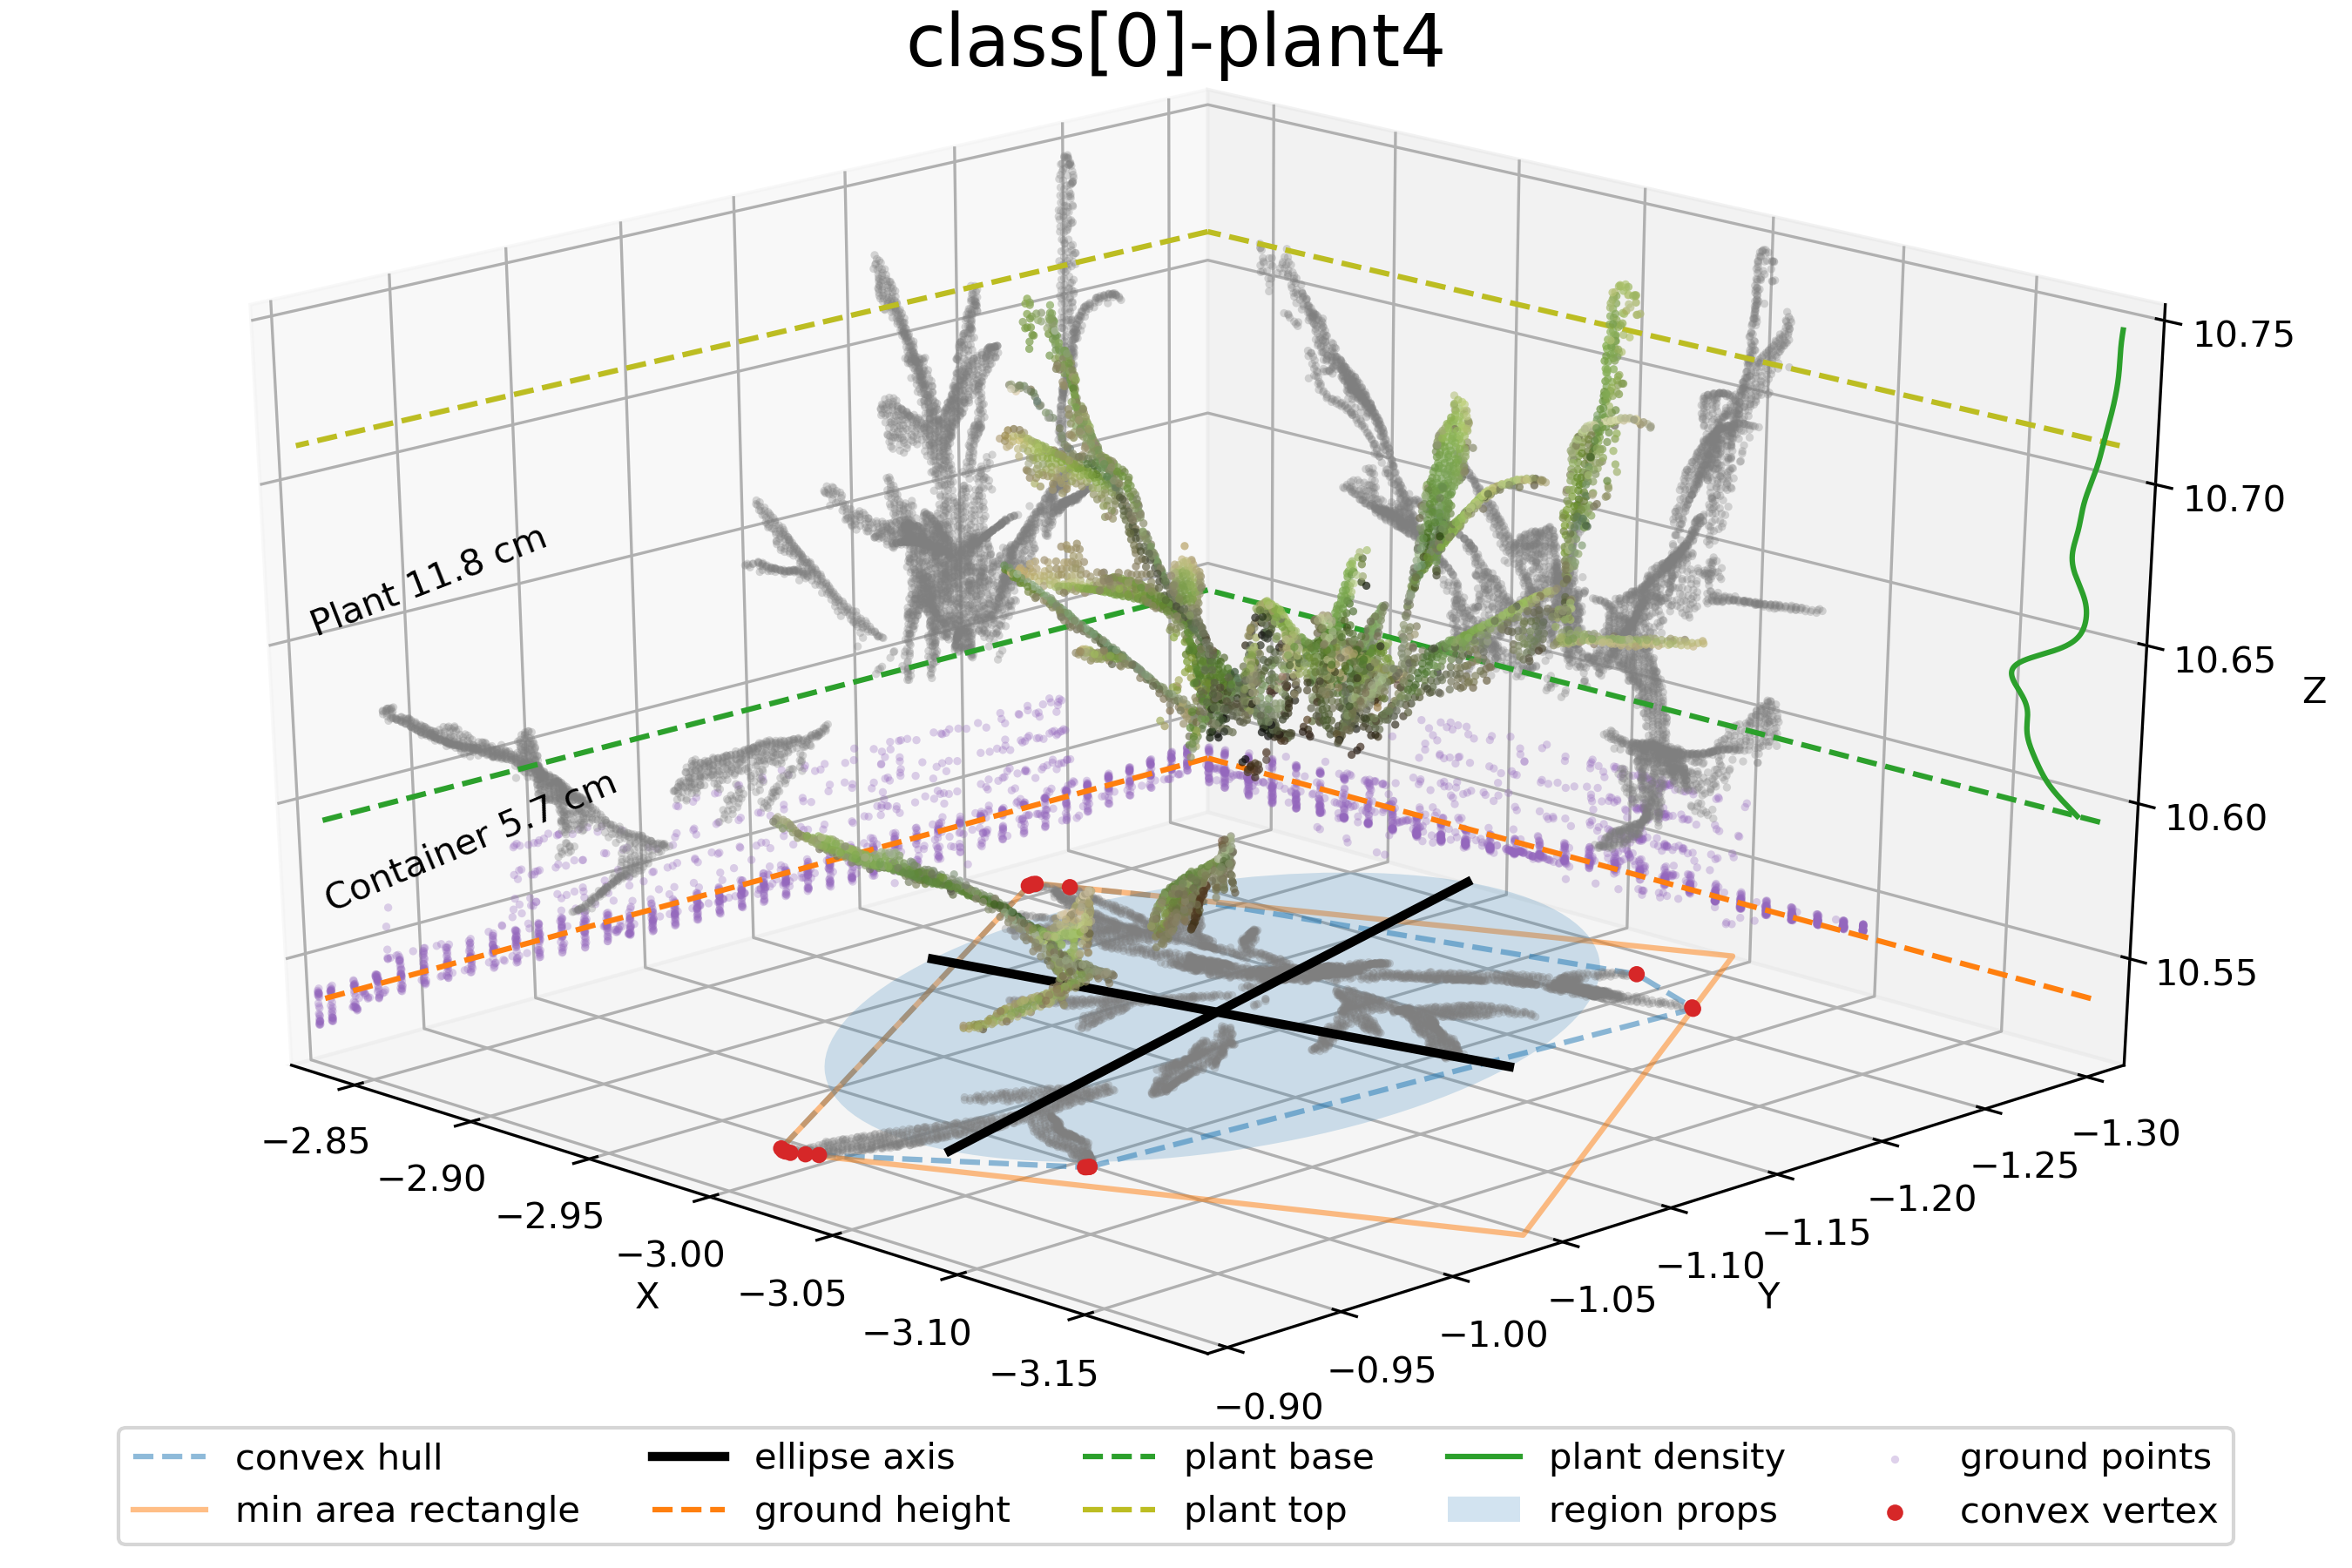 class[0]-plant4
Plant 11.8 cm
Container 5.7 cm
10.75
10.70
10.65
10.60
10.55
Z
−2.85
−2.90
−2.95
−3.00
−3.05
−3.10
−3.15
X
−0.90
−0.95
−1.00
−1.05
−1.10
−1.15
−1.20
−1.25
−1.30
Y
convex hull
min area rectangle
ellipse axis
ground height
plant base
plant top
plant density
region props
ground points
convex vertex